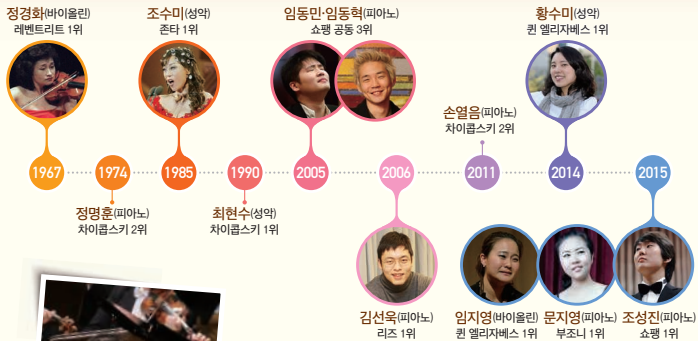 정경화(바이올린)
레벤트리트 1위
조수미(성악)
존타 1위
임동민·임동혁(피아노)
쇼팽 공동 3위
황수미(성악)
퀸 엘리자베스 1위
손열음(피아노)
차이콥스키 2위
1967
1974
1985
1990
2005
2006
2011
2014
2015
정명훈(피아노)
차이콥스키 2위
최현수(성악)
차이콥스키 1위
김선욱(피아노)
리즈 1위
임지영(바이올린)
퀸 엘리자베스 1위
문지영(피아노)
부조니 1위
조성진(피아노)
쇼팽 1위